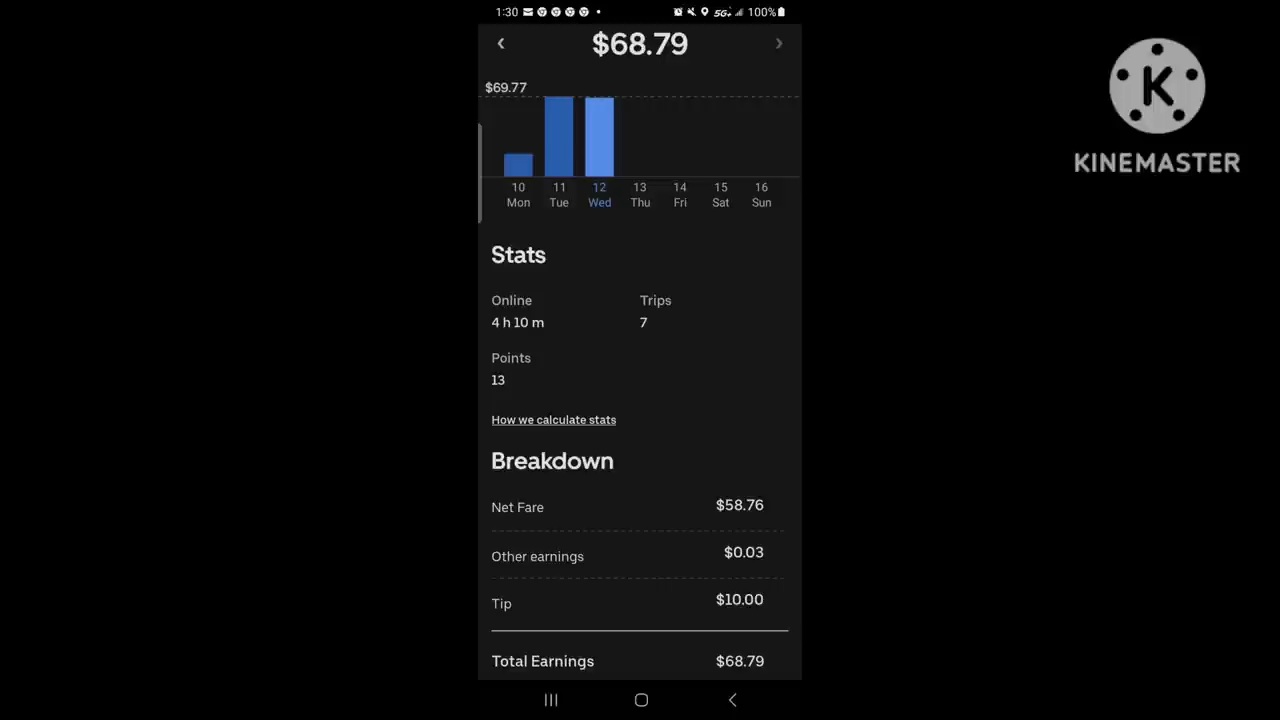 1:30 5G+ 100%
$68.79
$69.77
10 11 12 13 14 15 16
Mon Tue Wed Thu Fri Sat Sun
Stats
Online Trips
4 h 10 m 7
Points
13
How we calculate stats
Breakdown
Net Fare $58.76
Other earnings $0.03
Tip $10.00
Total Earnings $68.79
K
KINEMASTER